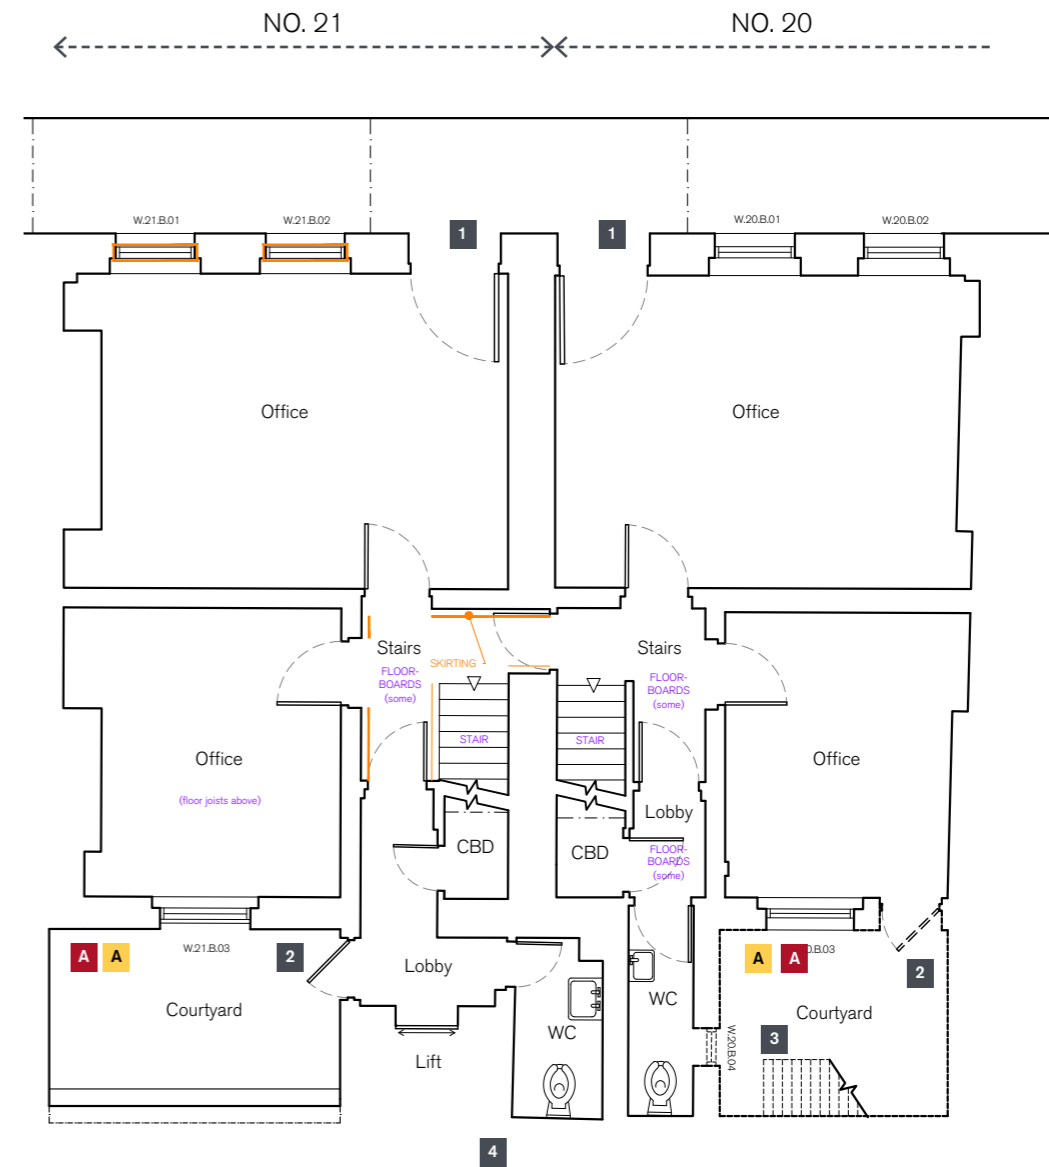 NO. 21
NO. 20
W.21.B.01
W.21.B.02
W.20.B.01
W.20.B.02
1
1
Office
Office
Stairs
Stairs
SKIRTING
FLOOR-
BOARDS
(some)
FLOOR-
BOARDS
(some)
STAIR
STAIR
Office
Office
(floor joists above)
Lobby
CBD
CBD
FLOOR-
BOARDS
(some)
A
A
W.21.B.03
2
A
A
0.B.03
2
Lobby
WC
Courtyard
Courtyard
WC
3
W.20.B.04
Lift
4